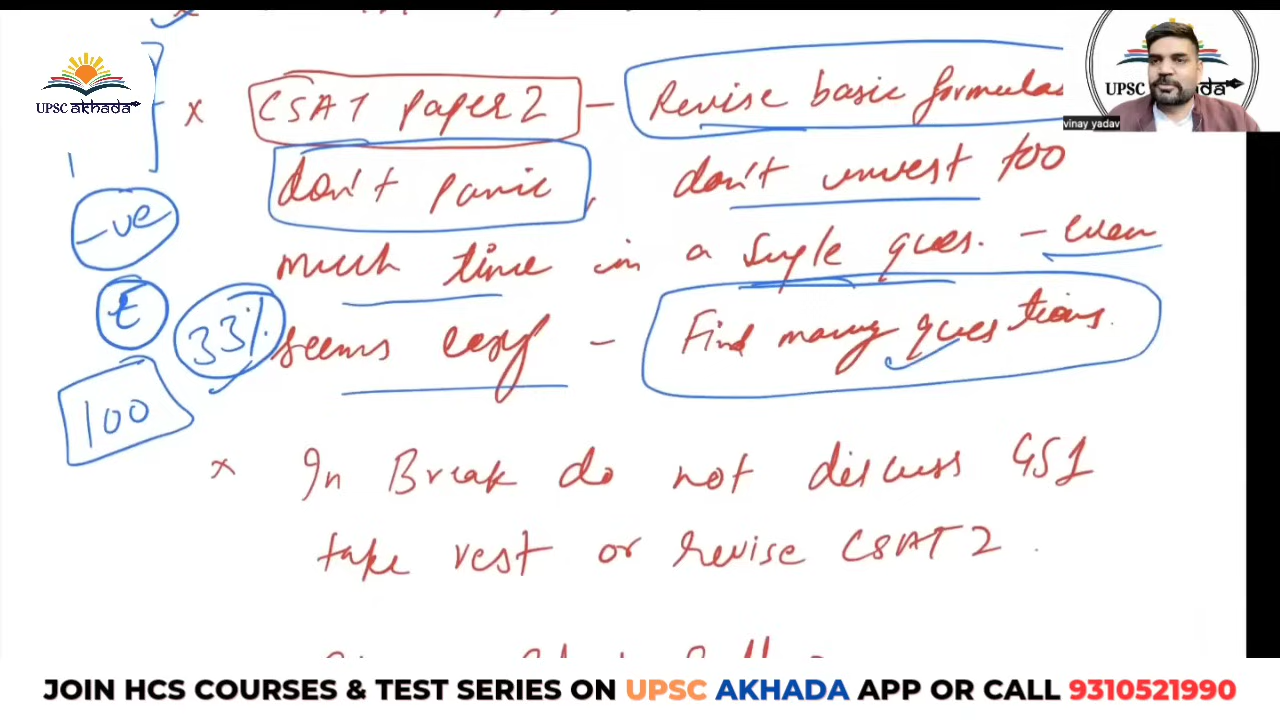 UPSC akhada
× CSAT Paper 2 - Revise basic formulas
UPSC
vinay yadav
don't panic, don't invest too
-ve
much time in a single ques. - even
t
33%
seems easy - Find many questions.
100
× In Break do not discuss GS1
take rest or revise CSAT 2.
JOIN HCS COURSES & TEST SERIES ON UPSC AKHADA APP OR CALL 9310521990